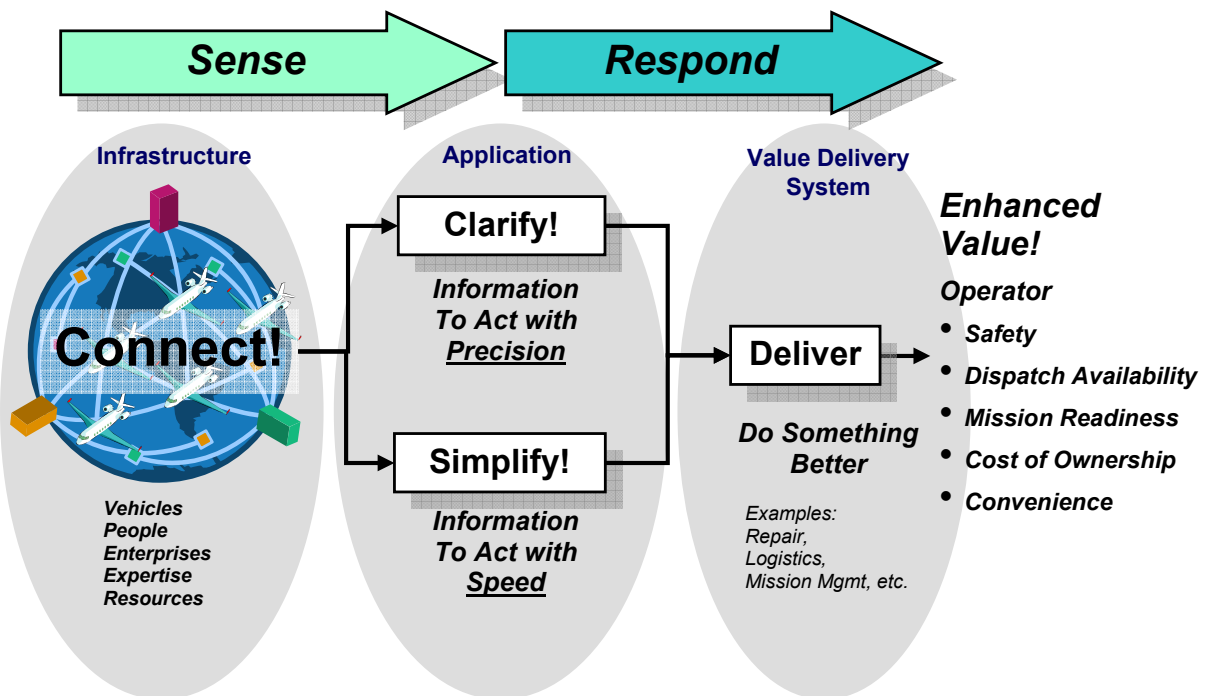 Sense
Respond
Infrastructure
Connect!
Vehicles
People
Enterprises
Expertise
Resources
Application
Clarify!
Information
To Act with
Precision
Simplify!
Information
To Act with
Speed
Value Delivery
System
Deliver
Do Something
Better
Examples:
Repair,
Logistics,
Mission Mgmt, etc.
Enhanced
Value!
Operator
• Safety
• Dispatch Availability
• Mission Readiness
• Cost of Ownership
• Convenience